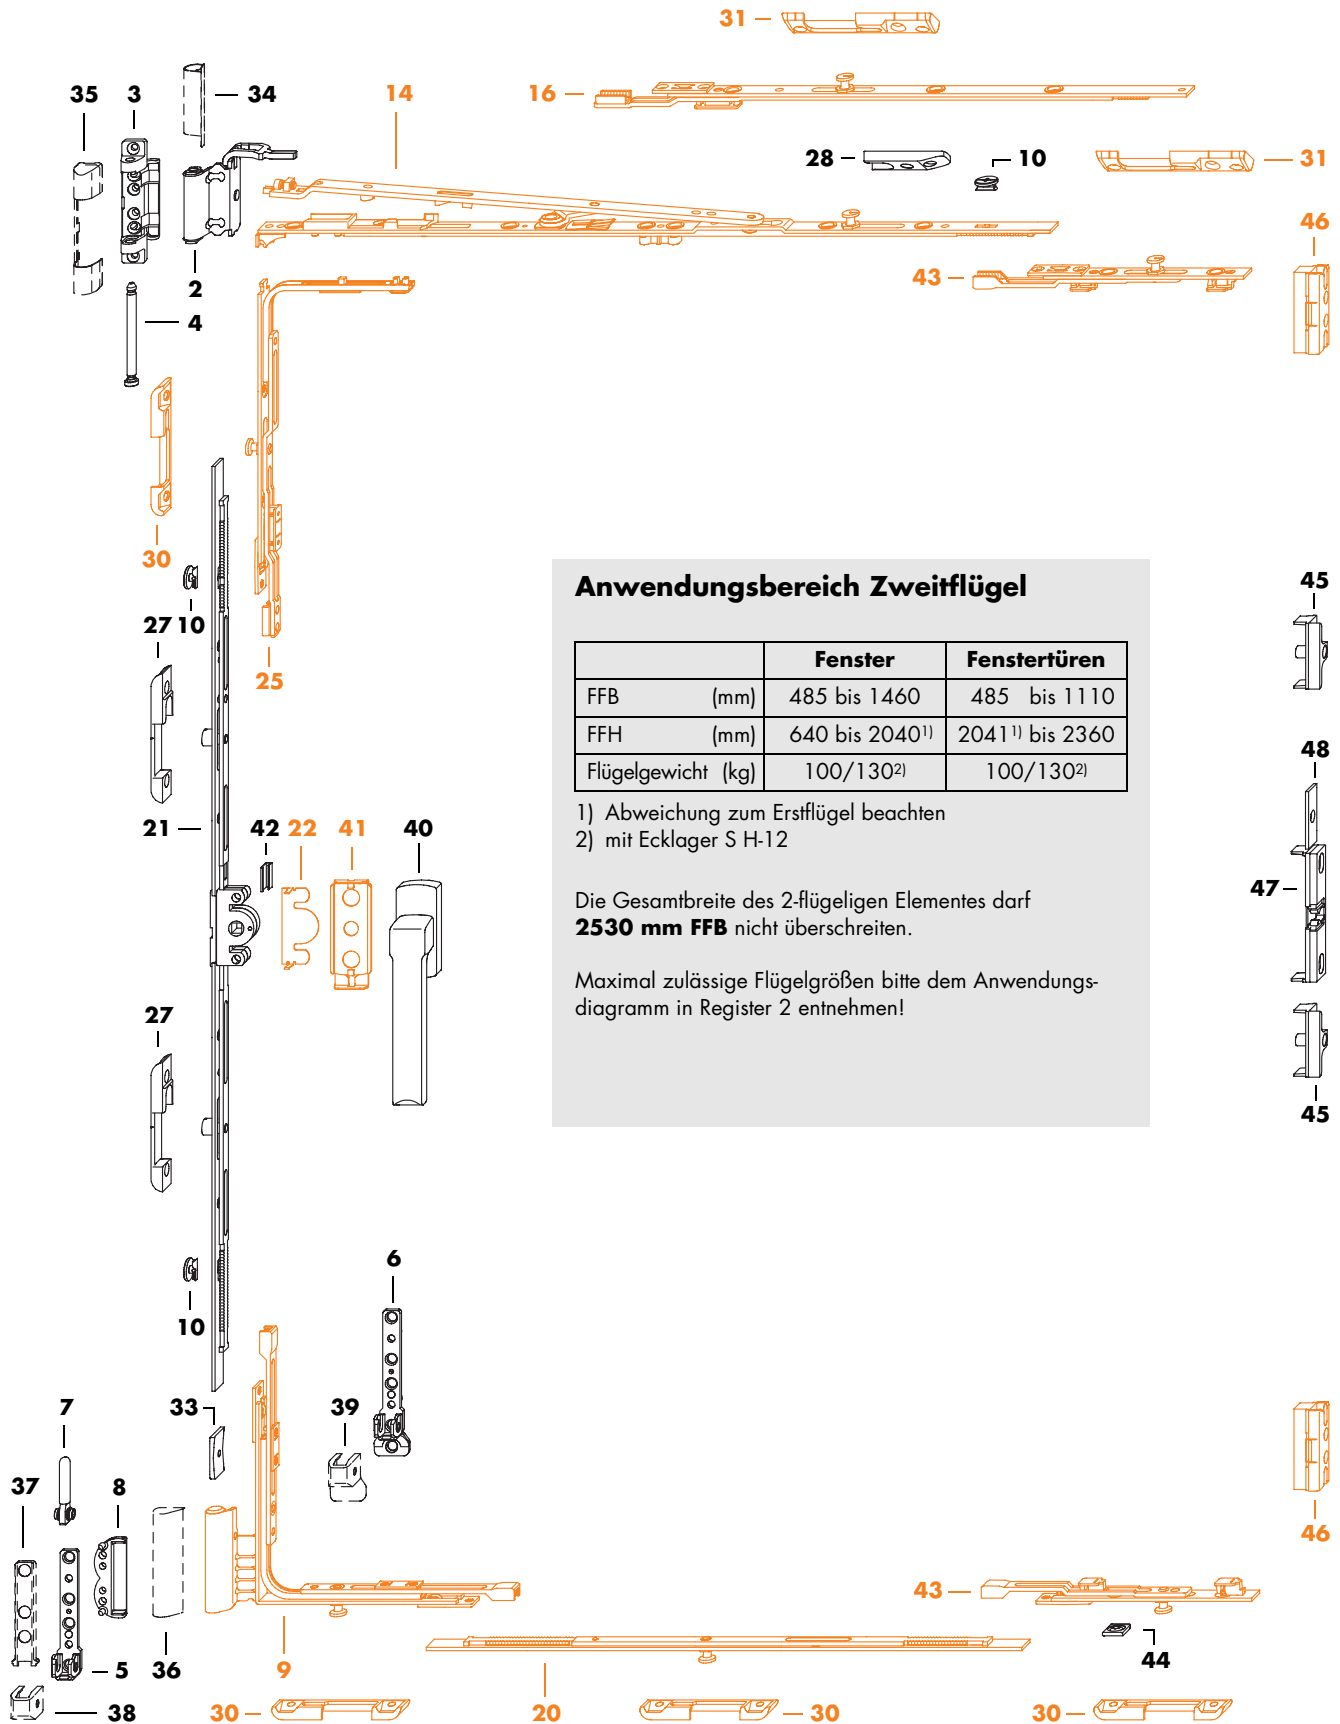 31
35 3 34 14 16
28 10 31
46
43
2
4
30
10
27
25
Anwendungsbereich Zweitflügel
Fenster Fenstertüren
FFB (mm) 485 bis 1460 485 bis 1110
FFH (mm) 640 bis 2040¹⁾ 2041¹⁾ bis 2360
Flügelgewicht (kg) 100/130²⁾ 100/130²⁾
1) Abweichung zum Erstflügel beachten
2) mit Ecklager S H-12
Die Gesamtbreite des 2-flügeligen Elementes darf
2530 mm FFB nicht überschreiten.
Maximal zulässige Flügelgrößen bitte dem Anwendungs-
diagramm in Register 2 entnehmen!
45
48
21 42 22 41 40
47
27
45
6
10
7 33 39
37 8
46
43
5 36 9 44
38 30 20 30 30